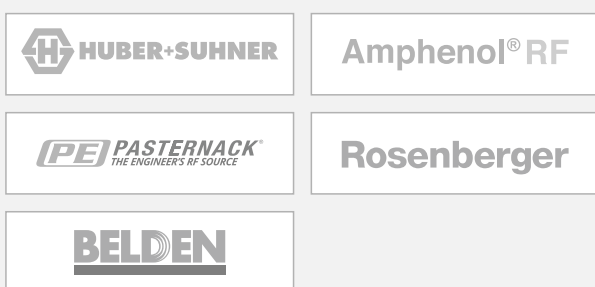 H HUBER+SUHNER
Amphenol® RF
PE PASTERNACK®
THE ENGINEER'S RF SOURCE
Rosenberger
BELDEN